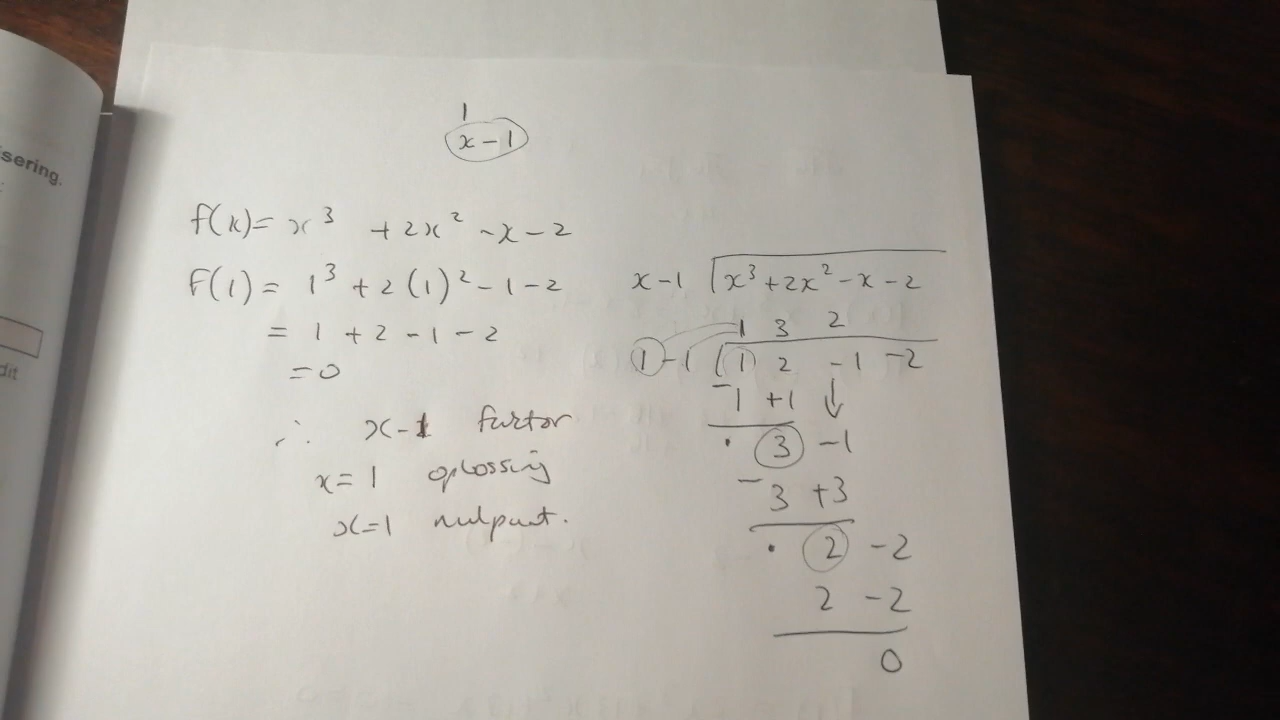 sering.
dit
1
x-1
f(x)= x³ +2x² -x-2
f(1)= 1³ +2(1)² -1-2
= 1+2-1-2
=0
∴ x-1 factor
x=1 oplossing
x=1 nulpunt.
x-1 x³+2x²-x-2
1 3 2
1-1 1 2 -1 -2
-1 +1 ↓
· 3 -1
- 3 +3
· 2 -2
2 -2
0